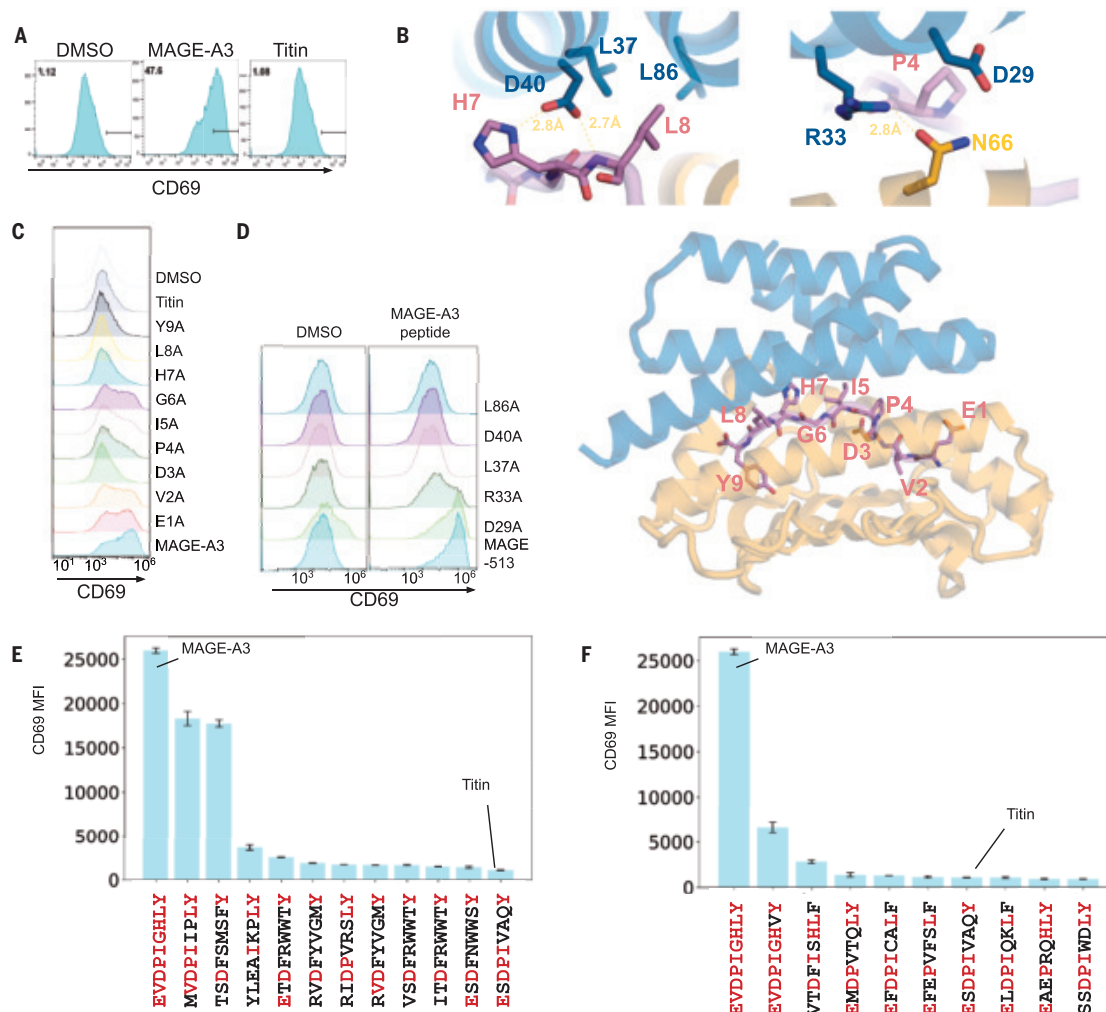 A
DMSO
MAGE-A3
Titin
1.12
47.6
CD69
B
L37
D40
L86
H7
2.8Å
2.7Å
L8
P4
D29
R33
2.8Å
N66
C
DMSO
Titin
Y9A
L8A
H7A
G6A
I5A
P4A
D3A
V2A
E1A
MAGE-A3
10¹ 10³ 10⁶
CD69
D
DMSO
MAGE-A3
peptide
L86A
D40A
L37A
R33A
D29A
MAGE
-513
10³ 10⁶ 10³ 10⁶
CD69
H7
I5
L8
P4
E1
G6
D3
Y9
V2
E
CD69 MFI
25000
20000
15000
10000
5000
0
MAGE-A3
Titin
EVDPIGHLY
MVDPIIPLY
TSDFSMSFY
YLEAIKPLY
ETDFRWWTY
RVDFYVGMY
RIDPVRSLY
RVDFYVGMY
VSDFRWWTY
ITDFRWWTY
ESDFNWWSY
ESDPIVAQY
F
CD69 MFI
25000
20000
15000
10000
5000
0
MAGE-A3
Titin
EVDPIGHLY
EVDPIGHVY
VTDFISHLF
EMDPVTQLY
EFDPICALF
EFEPVFSLF
ESDPIVAQY
ELDPIQKLF
EAEPRQHLY
SSDPIWDLY